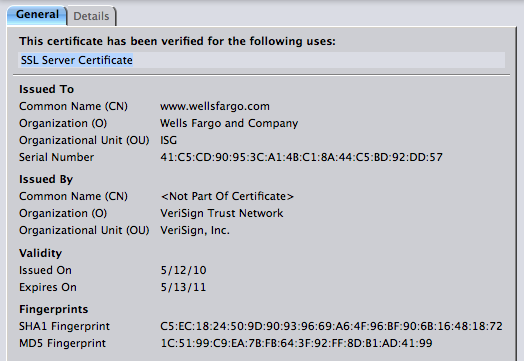 General Details
This certificate has been verified for the following uses:
SSL Server Certificate
Issued To
Common Name (CN) www.wellsfargo.com
Organization (O) Wells Fargo and Company
Organizational Unit (OU) ISG
Serial Number 41:C5:CD:90:95:3C:A1:4B:C1:8A:44:C5:BD:92:DD:57
Issued By
Common Name (CN) <Not Part Of Certificate>
Organization (O) VeriSign Trust Network
Organizational Unit (OU) VeriSign, Inc.
Validity
Issued On 5/12/10
Expires On 5/13/11
Fingerprints
SHA1 Fingerprint C5:EC:18:24:50:9D:90:93:96:69:A6:4F:96:BF:90:6B:16:48:18:72
MD5 Fingerprint 1C:51:99:C9:EA:7B:FB:64:3F:92:FF:8D:B1:AD:41:99